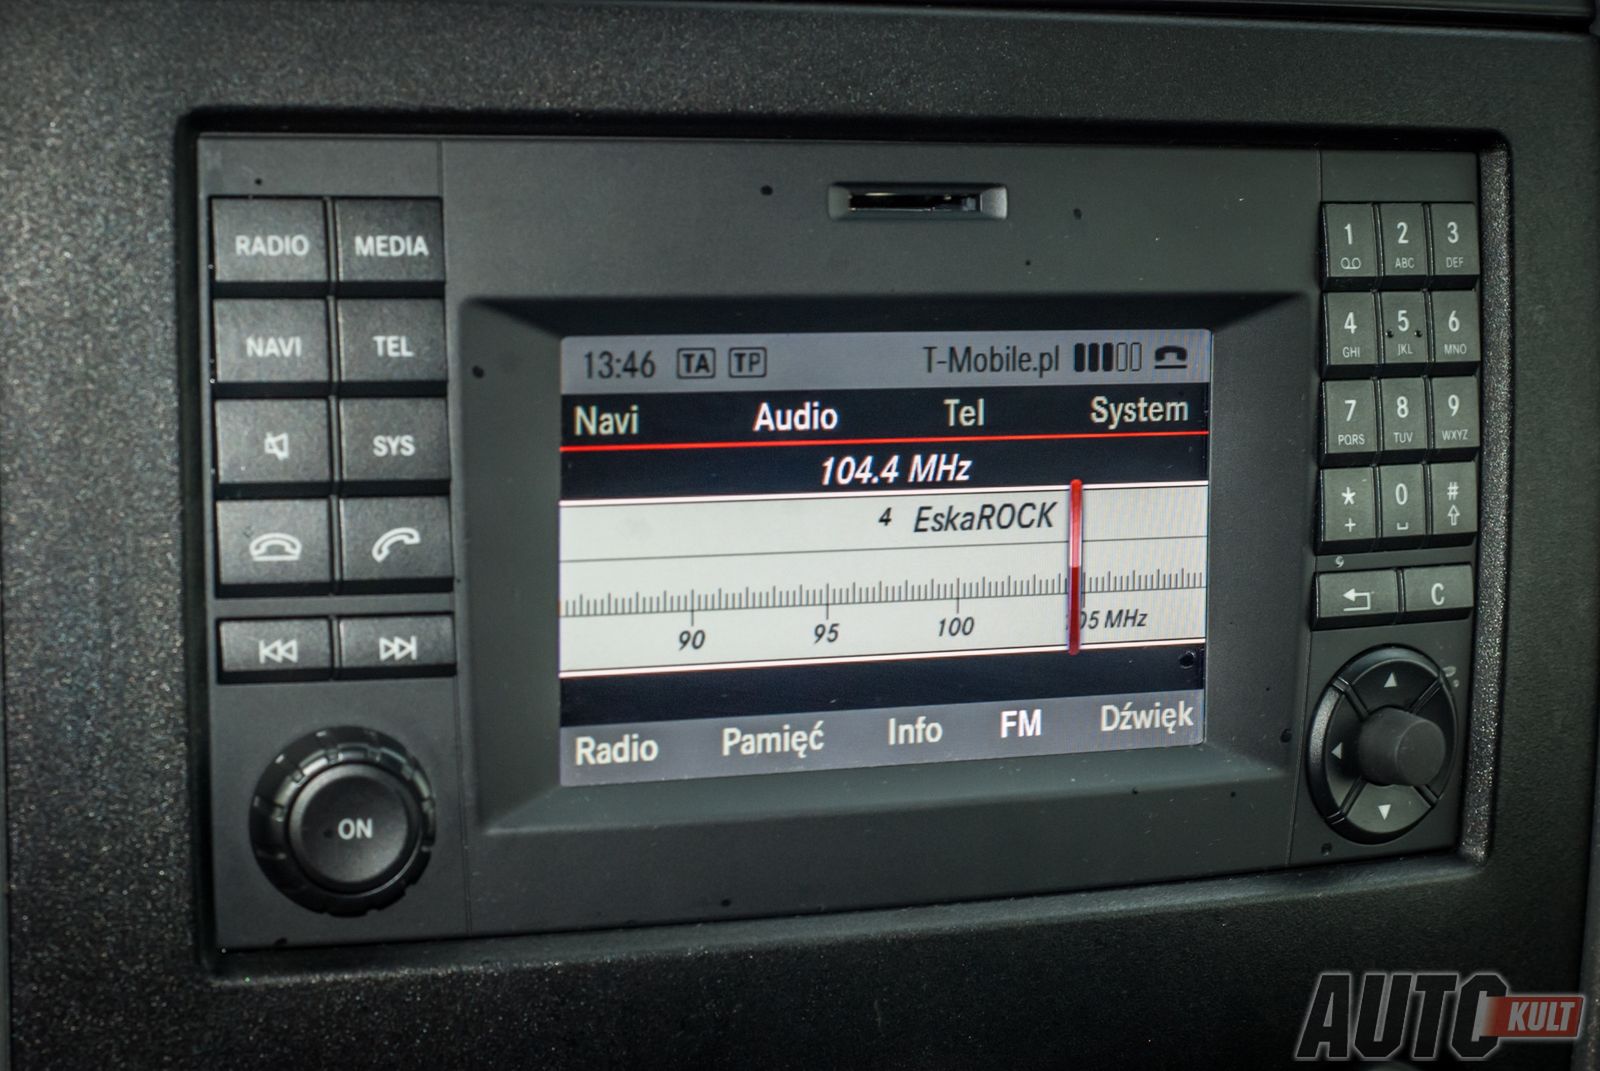 RADIO MEDIA
NAVI TEL
SYS
ON
13:46 TA TP T-Mobile.pl
Navi Audio Tel System
104.4 MHz
4 EskaROCK
90 95 100 105 MHz
Radio Pamięć Info FM Dźwięk
1 2 3
ABC DEF
4 5 6
GHI JKL MNO
7 8 9
PQRS TUV WXYZ
* 0 #
+
C
AUTO KULT